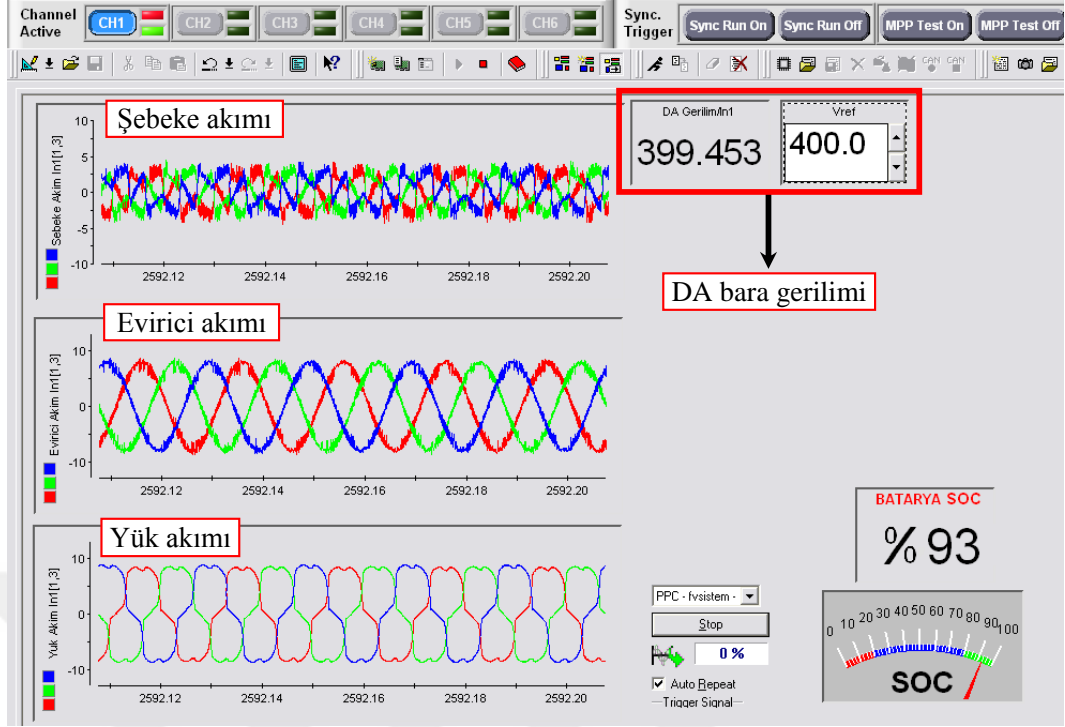 Channel Active
CH1 CH2 CH3 CH4 CH5 CH6
Sync. Trigger
Sync Run On Sync Run Off MPP Test On MPP Test Off
CAN CAN
Şebeke akımı
Sebeke Akim In1[1,3]
10
5
0
-5
-10
2592.12 2592.14 2592.16 2592.18 2592.20
DA Gerilim/In1
399.453
Vref
400.0
DA bara gerilimi
Evirici akımı
Evirici Akim In1[1,3]
10
0
-10
2592.12 2592.14 2592.16 2592.18 2592.20
Yük akımı
Yuk Akim In1[1,3]
10
0
-10
2592.12 2592.14 2592.16 2592.18 2592.20
BATARYA SOC
% 93
PPC - fvsistem -
Stop
0 %
Auto Repeat
Trigger Signal
0 10 20 30 40 50 60 70 80 90 100
SOC